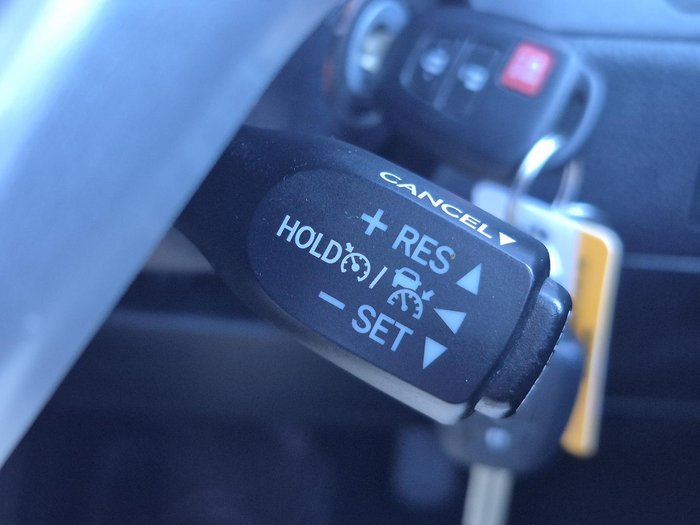 CANCEL▼
+ RES ▲
HOLD / ◀
− SET ▼